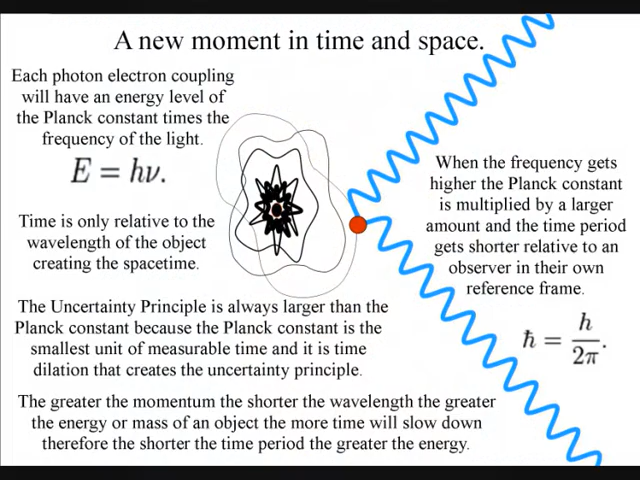 A new moment in time and space.
Each photon electron coupling
will have an energy level of
the Planck constant times the
frequency of the light.
E = hν.
Time is only relative to the
wavelength of the object
creating the spacetime.
When the frequency gets
higher the Planck constant
is multiplied by a larger
amount and the time period
gets shorter relative to an
observer in their own
reference frame.
ħ = h/2π.
The Uncertainty Principle is always larger than the
Planck constant because the Planck constant is the
smallest unit of measurable time and it is time
dilation that creates the uncertainty principle.
The greater the momentum the shorter the wavelength the greater
the energy or mass of an object the more time will slow down
therefore the shorter the time period the greater the energy.